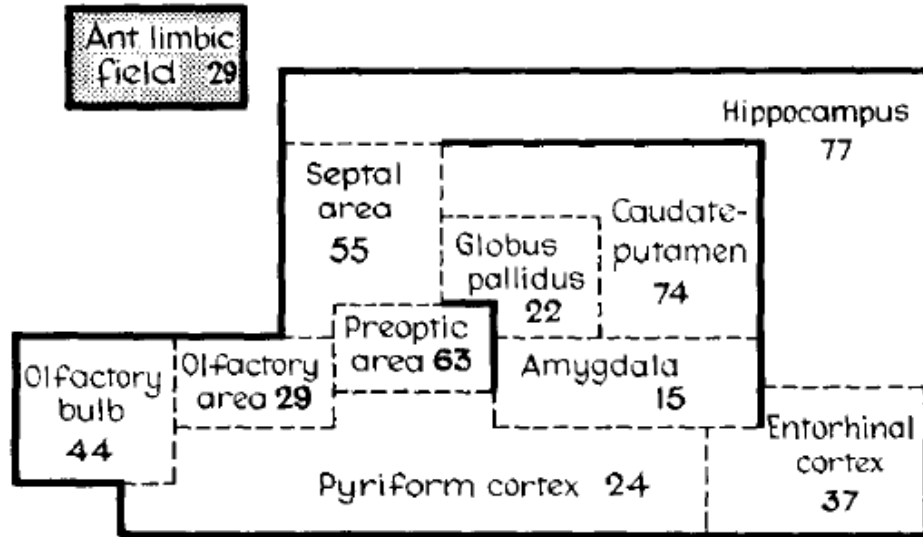 Ant limbic
field 29
Hippocampus
77
Septal
area
55
Caudate-
putamen
74
Globus
pallidus
22
Preoptic
area 63
Olfactory
bulb
44
Olfactory
area 29
Amygdala
15
Entorhinal
cortex
37
Pyriform cortex 24